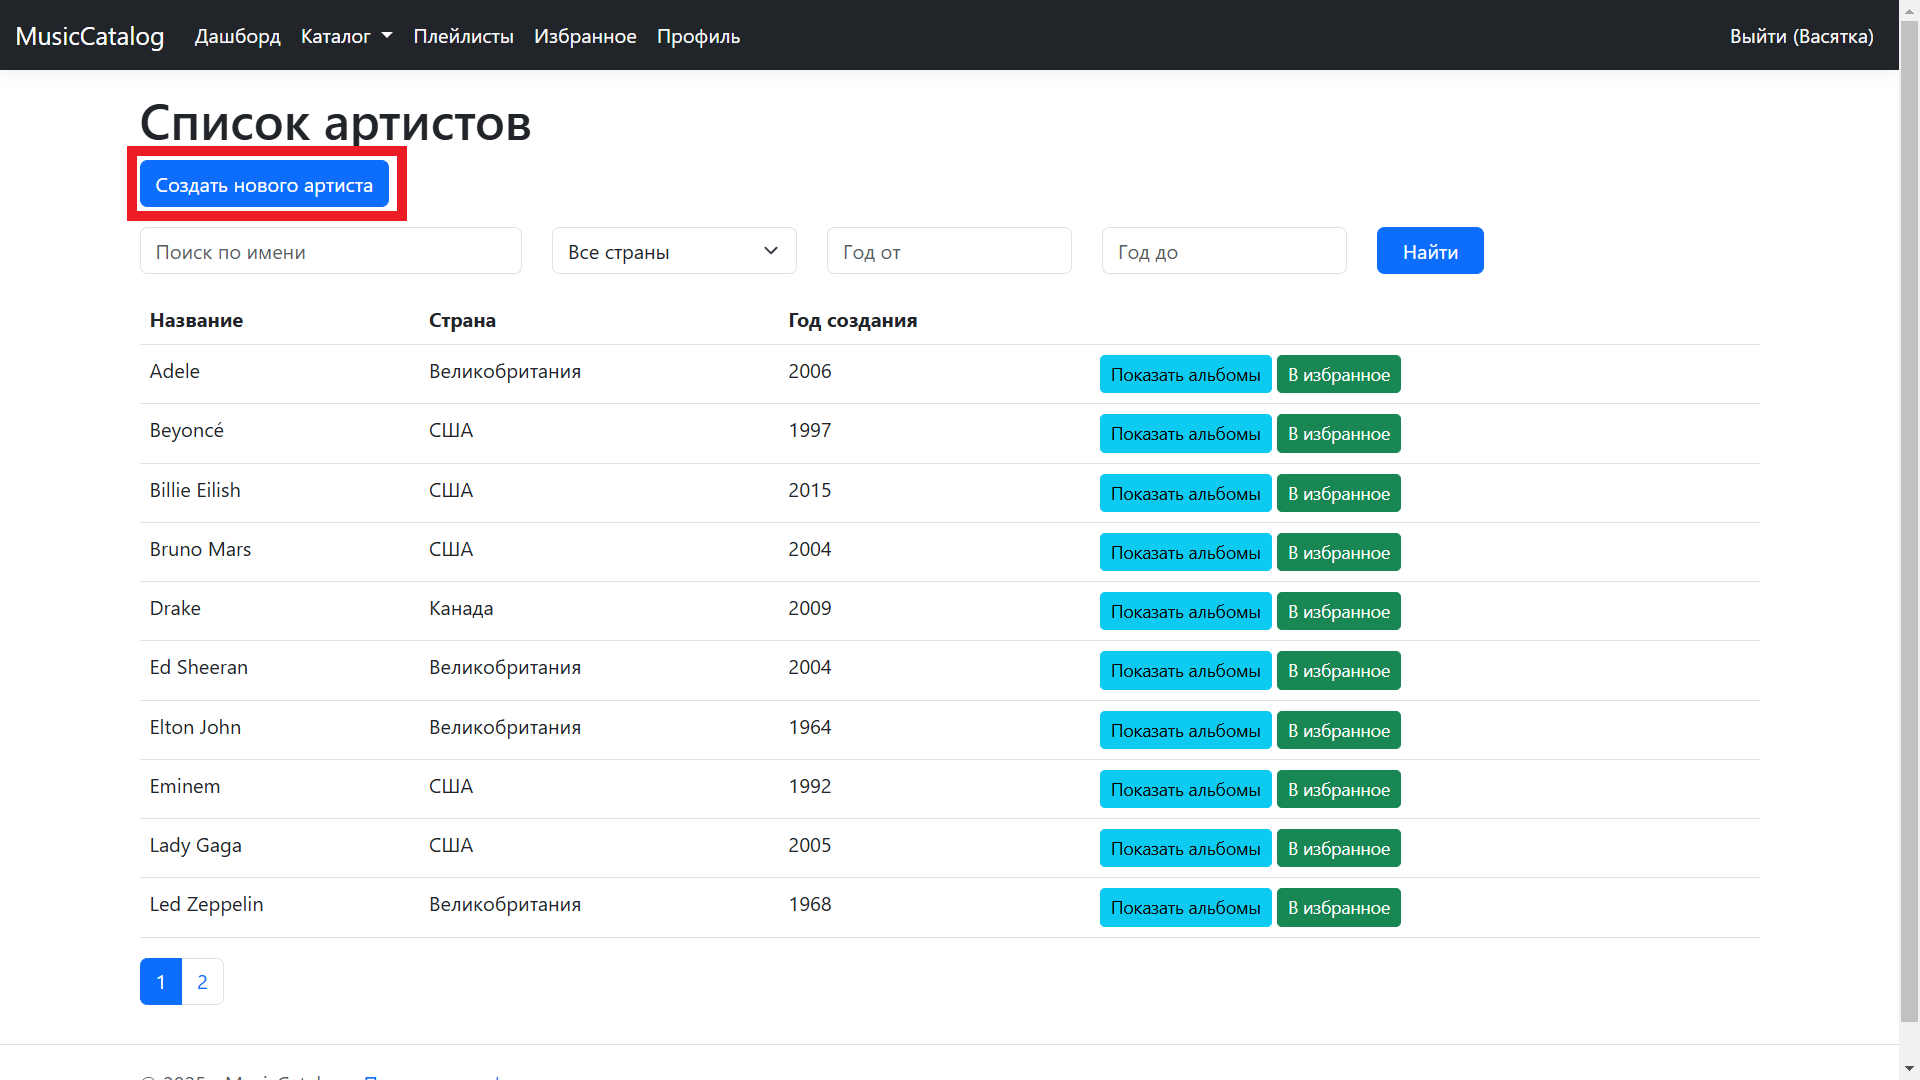 MusicCatalog Дашборд Каталог Плейлисты Избранное Профиль Выйти (Васятка)
Список артистов
Создать нового артиста
Поиск по имени Все страны Год от Год до Найти
Название Страна Год создания
Adele Великобритания 2006 Показать альбомы В избранное
Beyoncé США 1997 Показать альбомы В избранное
Billie Eilish США 2015 Показать альбомы В избранное
Bruno Mars США 2004 Показать альбомы В избранное
Drake Канада 2009 Показать альбомы В избранное
Ed Sheeran Великобритания 2004 Показать альбомы В избранное
Elton John Великобритания 1964 Показать альбомы В избранное
Eminem США 1992 Показать альбомы В избранное
Lady Gaga США 2005 Показать альбомы В избранное
Led Zeppelin Великобритания 1968 Показать альбомы В избранное
1 2
© 2025 - MusicCatalog